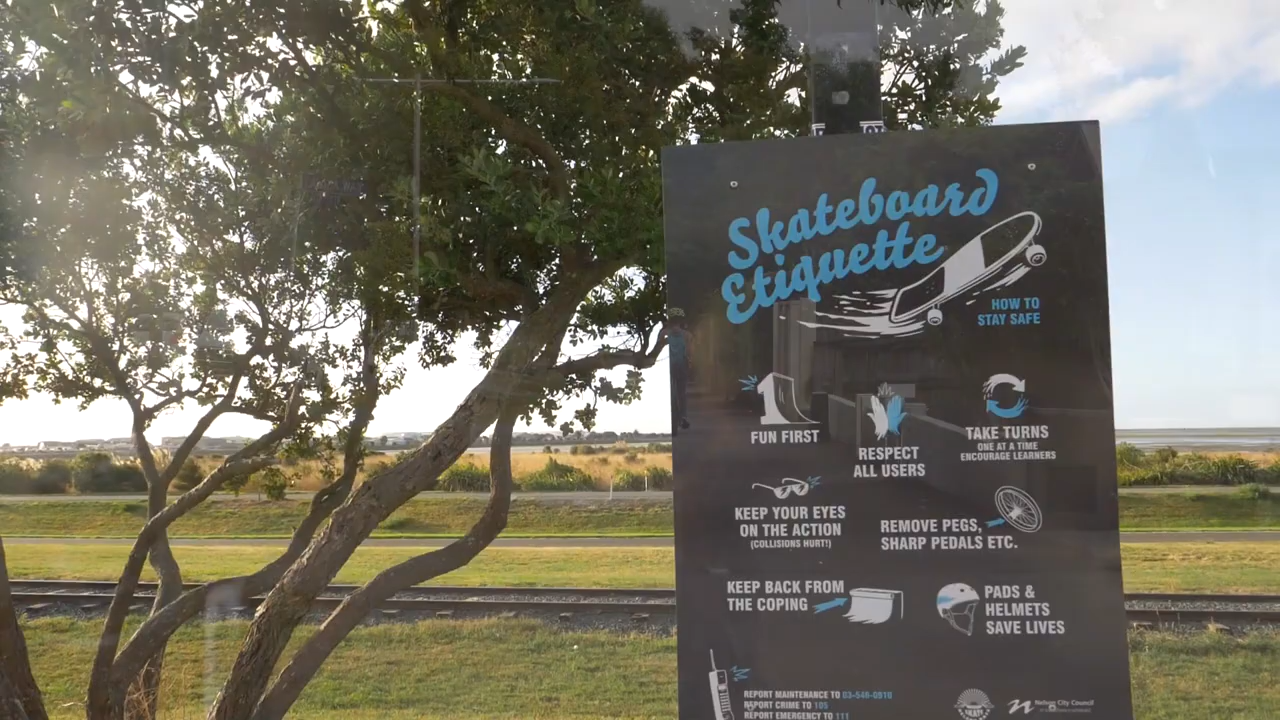 Skateboard
Etiquette
HOW TO
STAY SAFE
1
FUN FIRST
RESPECT
ALL USERS
TAKE TURNS
ONE AT A TIME
ENCOURAGE LEARNERS
KEEP YOUR EYES
ON THE ACTION
(COLLISIONS HURT!)
REMOVE PEGS,
SHARP PEDALS ETC.
KEEP BACK FROM
THE COPING
PADS &
HELMETS
SAVE LIVES
REPORT MAINTENANCE TO 03-546-0910
REPORT CRIME TO 105
REPORT EMERGENCY TO 111
SKATE
Nelson City Council